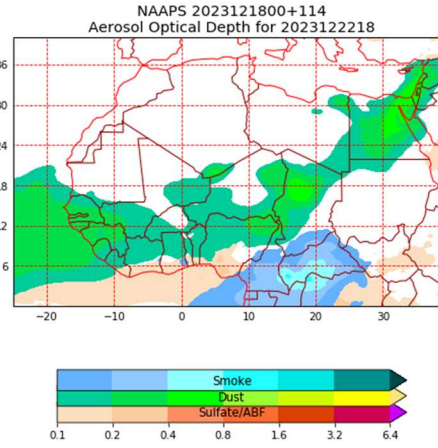 NAAPS 2023121800+114
Aerosol Optical Depth for 2023122218
36
30
24
18
12
6
−20 −10 0 10 20 30
Smoke
Dust
Sulfate/ABF
0.1 0.2 0.4 0.8 1.6 3.2 6.4